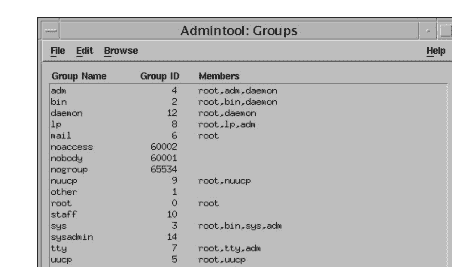 Admintool: Groups
File Edit Browse Help
Group Name Group ID Members
adm 4 root,adm,daemon
bin 2 root,bin,daemon
daemon 12 root,daemon
lp 8 root,lp,adm
mail 6 root
noaccess 60002
nobody 60001
nogroup 65534
nuucp 9 root,nuucp
other 1
root 0 root
staff 10
sys 3 root,bin,sys,adm
sysadmin 14
tty 7 root,tty,adm
uucp 5 root,uucp